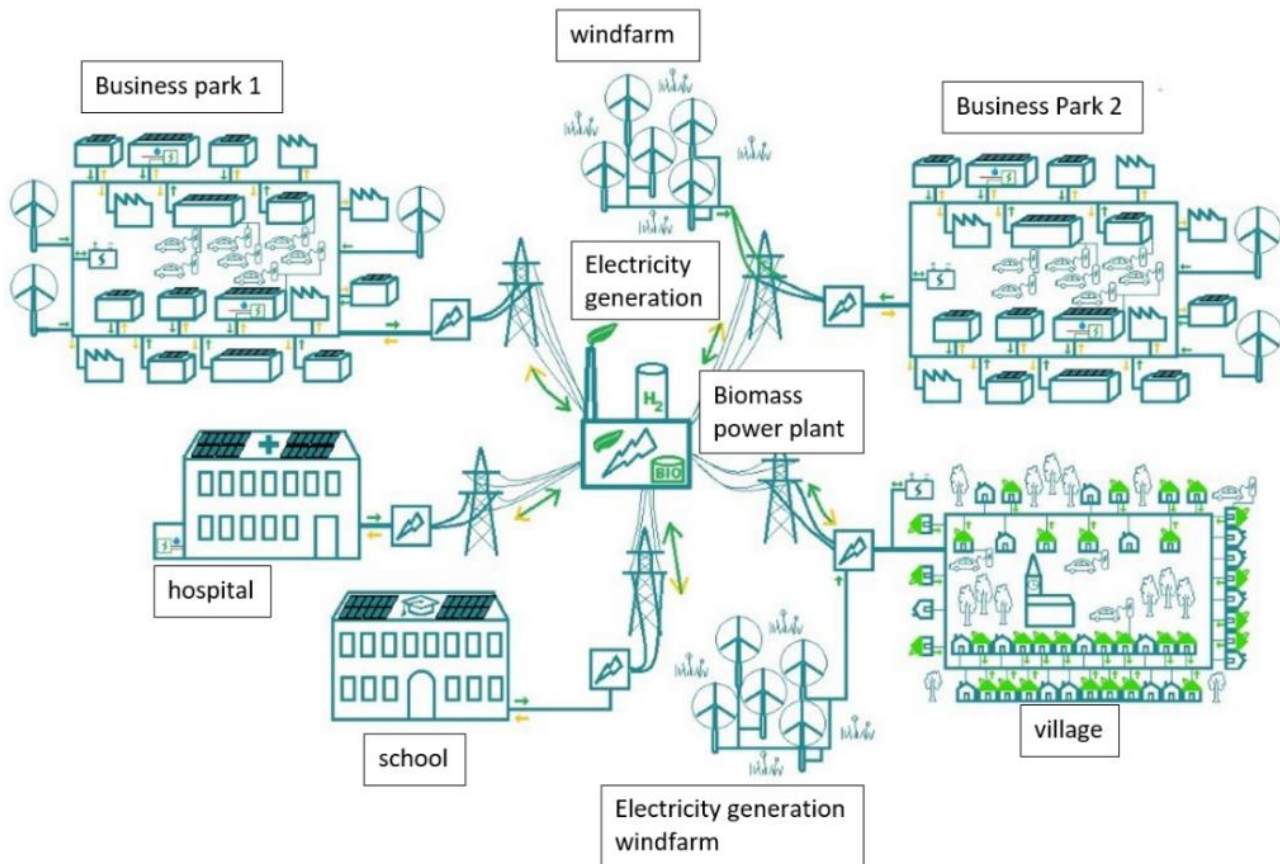 windfarm
Business park 1
Business Park 2
Electricity
generation
H2
Biomass
power plant
BIO
hospital
school
village
Electricity generation
windfarm